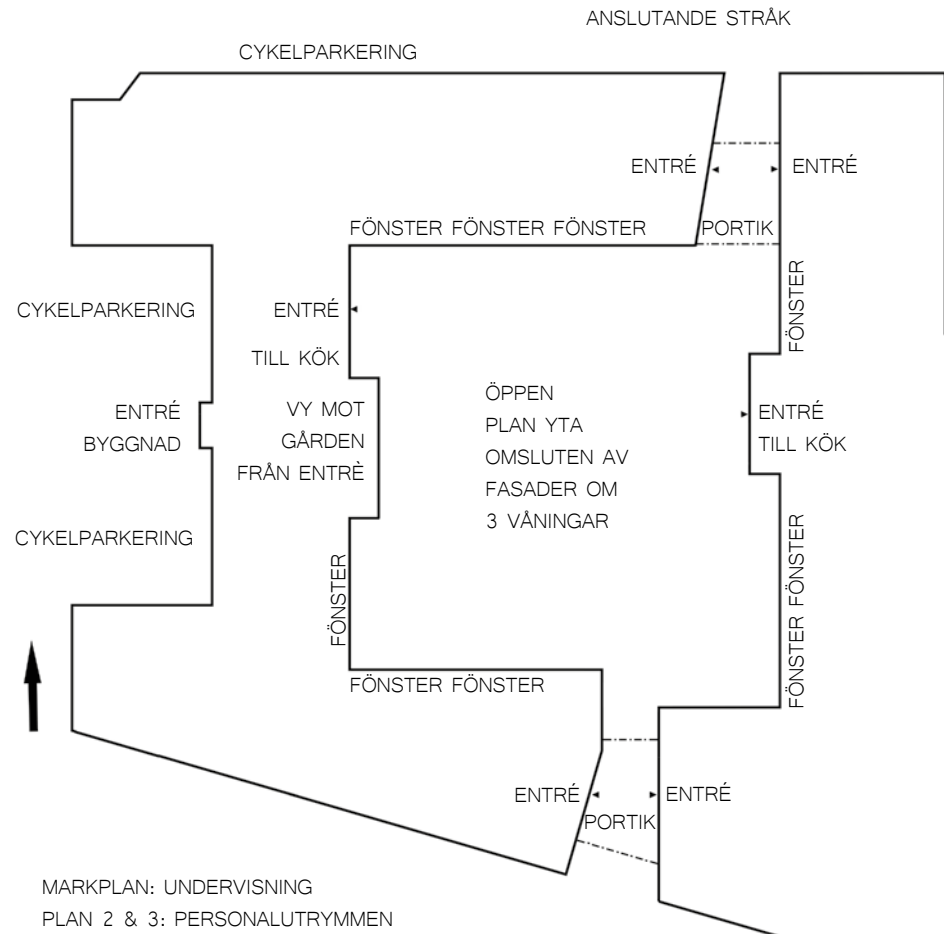 ANSLUTANDE STRÅK
CYKELPARKERING
ENTRÉ
ENTRÉ
PORTIK
FÖNSTER FÖNSTER FÖNSTER
FÖNSTER
CYKELPARKERING
ENTRÉ
TILL KÖK
ENTRÉ
BYGGNAD
VY MOT
GÅRDEN
FRÅN ENTRÈ
ÖPPEN
PLAN YTA
OMSLUTEN AV
FASADER OM
3 VÅNINGAR
ENTRÉ
TILL KÖK
CYKELPARKERING
FÖNSTER
FÖNSTER FÖNSTER
FÖNSTER FÖNSTER
ENTRÉ
ENTRÉ
PORTIK
MARKPLAN: UNDERVISNING
PLAN 2 & 3: PERSONALUTRYMMEN